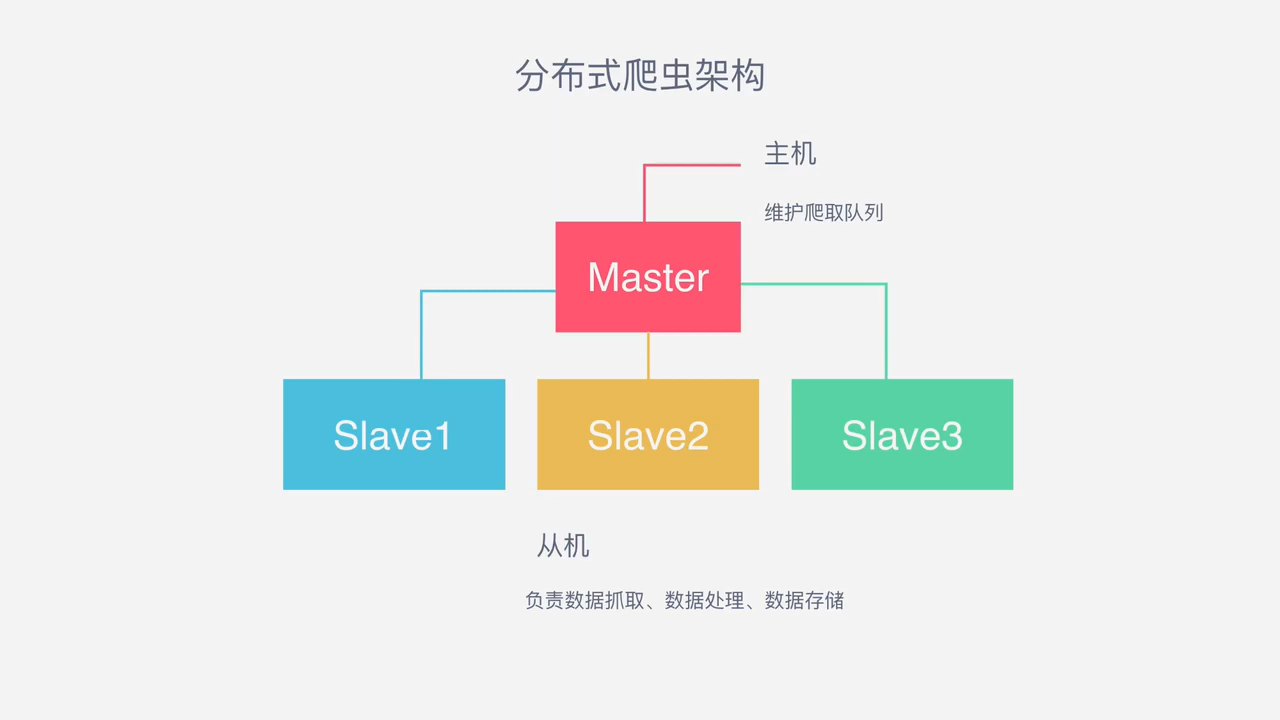 分布式爬虫架构
主机
维护爬取队列
Master
Slave1
Slave2
Slave3
从机
负责数据抓取、数据处理、数据存储